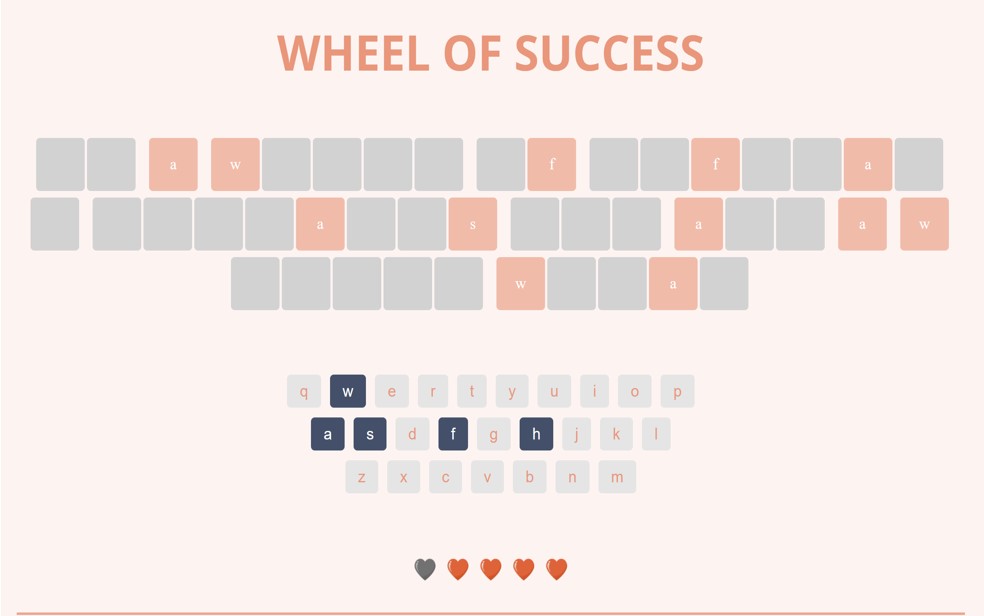 WHEEL OF SUCCESS
a w f f a
a s a a w
w a
q w e r t y u i o p
a s d f g h j k l
z x c v b n m